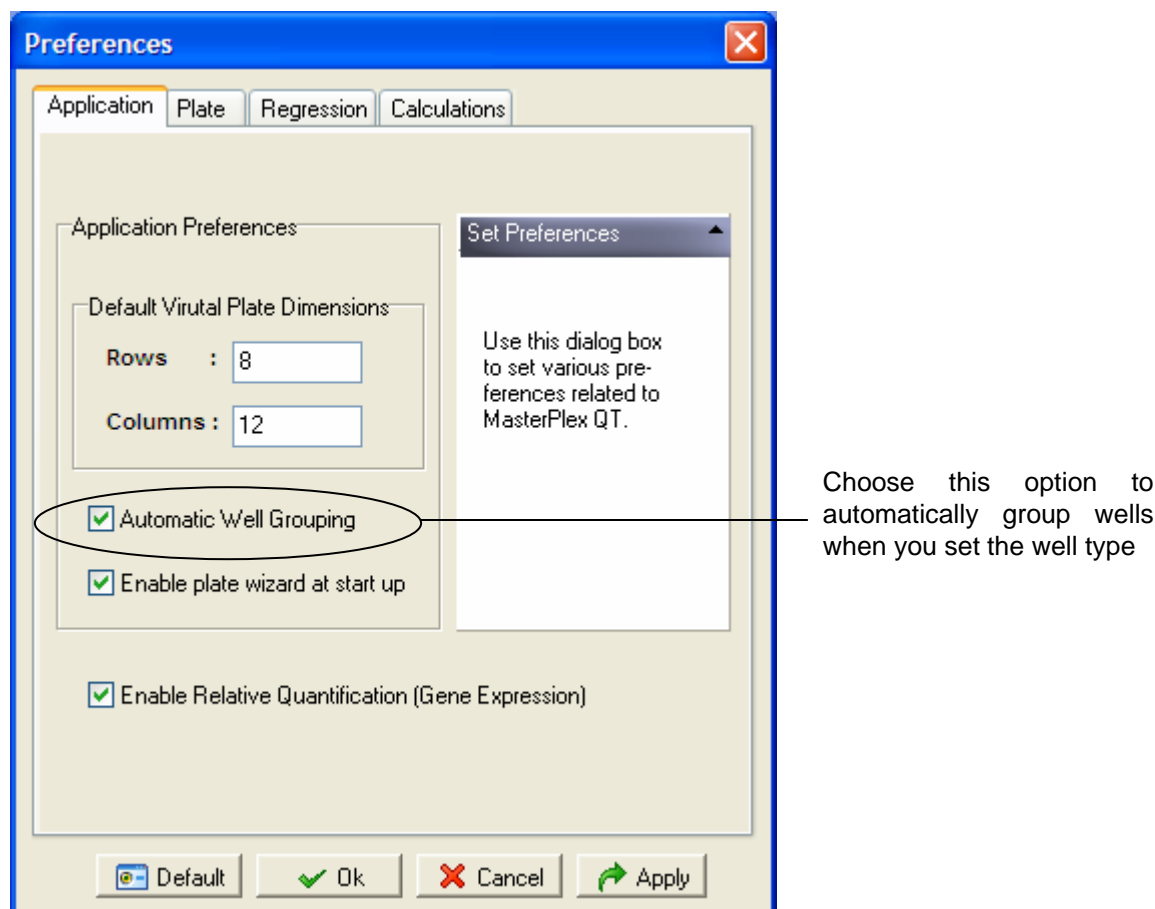 Preferences
Application Plate Regression Calculations
Application Preferences
Default Virutal Plate Dimensions
Rows : 8
Columns : 12
Automatic Well Grouping
Enable plate wizard at start up
Set Preferences
Use this dialog box
to set various pre-
ferences related to
MasterPlex QT.
Enable Relative Quantification (Gene Expression)
Default Ok Cancel Apply
Choose this option to
automatically group wells
when you set the well type